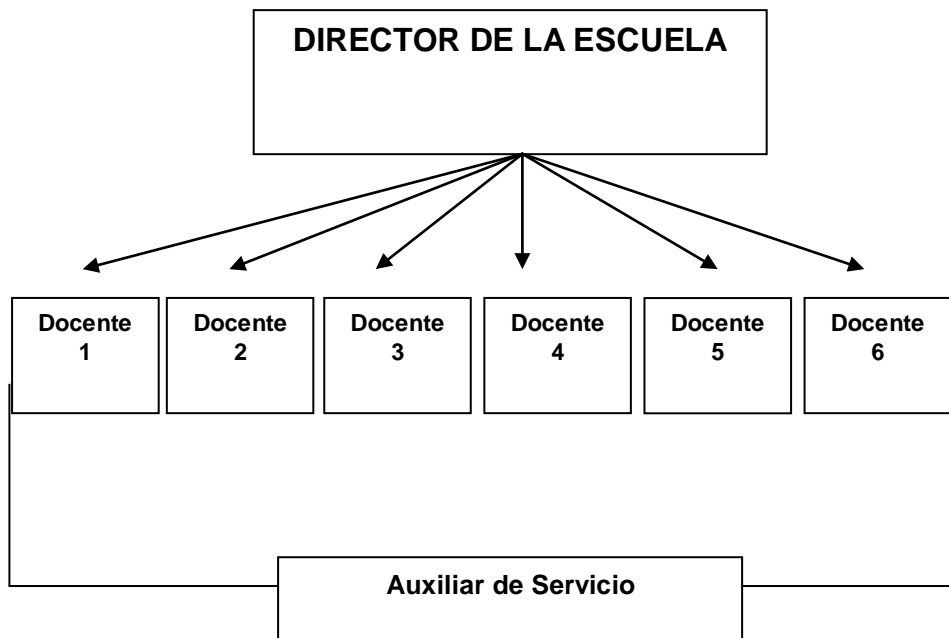 DIRECTOR DE LA ESCUELA
Docente
1
Docente
2
Docente
3
Docente
4
Docente
5
Docente
6
Auxiliar de Servicio